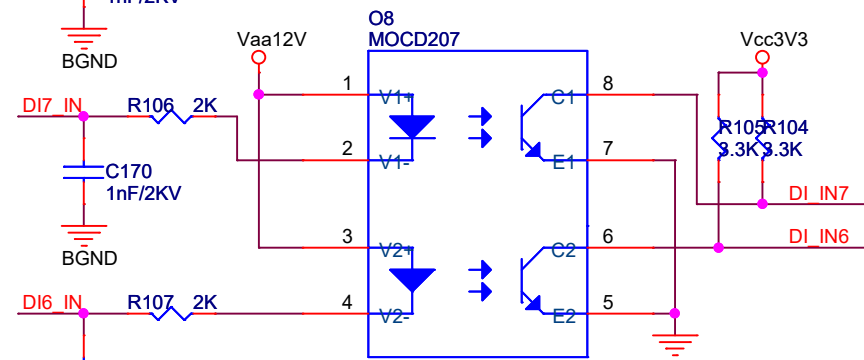 1nF/2KV
BGND
O8
MOCD207
Vaa12V
Vcc3V3
DI7_IN
R106 2K
1
V1+
C1
8
R105
3.3K
R104
3.3K
2
V1-
E1
7
C170
1nF/2KV
DI_IN7
BGND
3
V2+
C2
6
DI_IN6
DI6_IN
R107 2K
4
V2-
E2
5